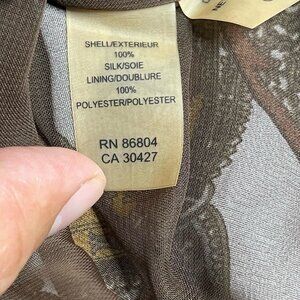 SHELL/EXTERIEUR
100%
SILK/SOIE
LINING/DOUBLURE
100%
POLYESTER/POLYESTER
RN 86804
CA 30427